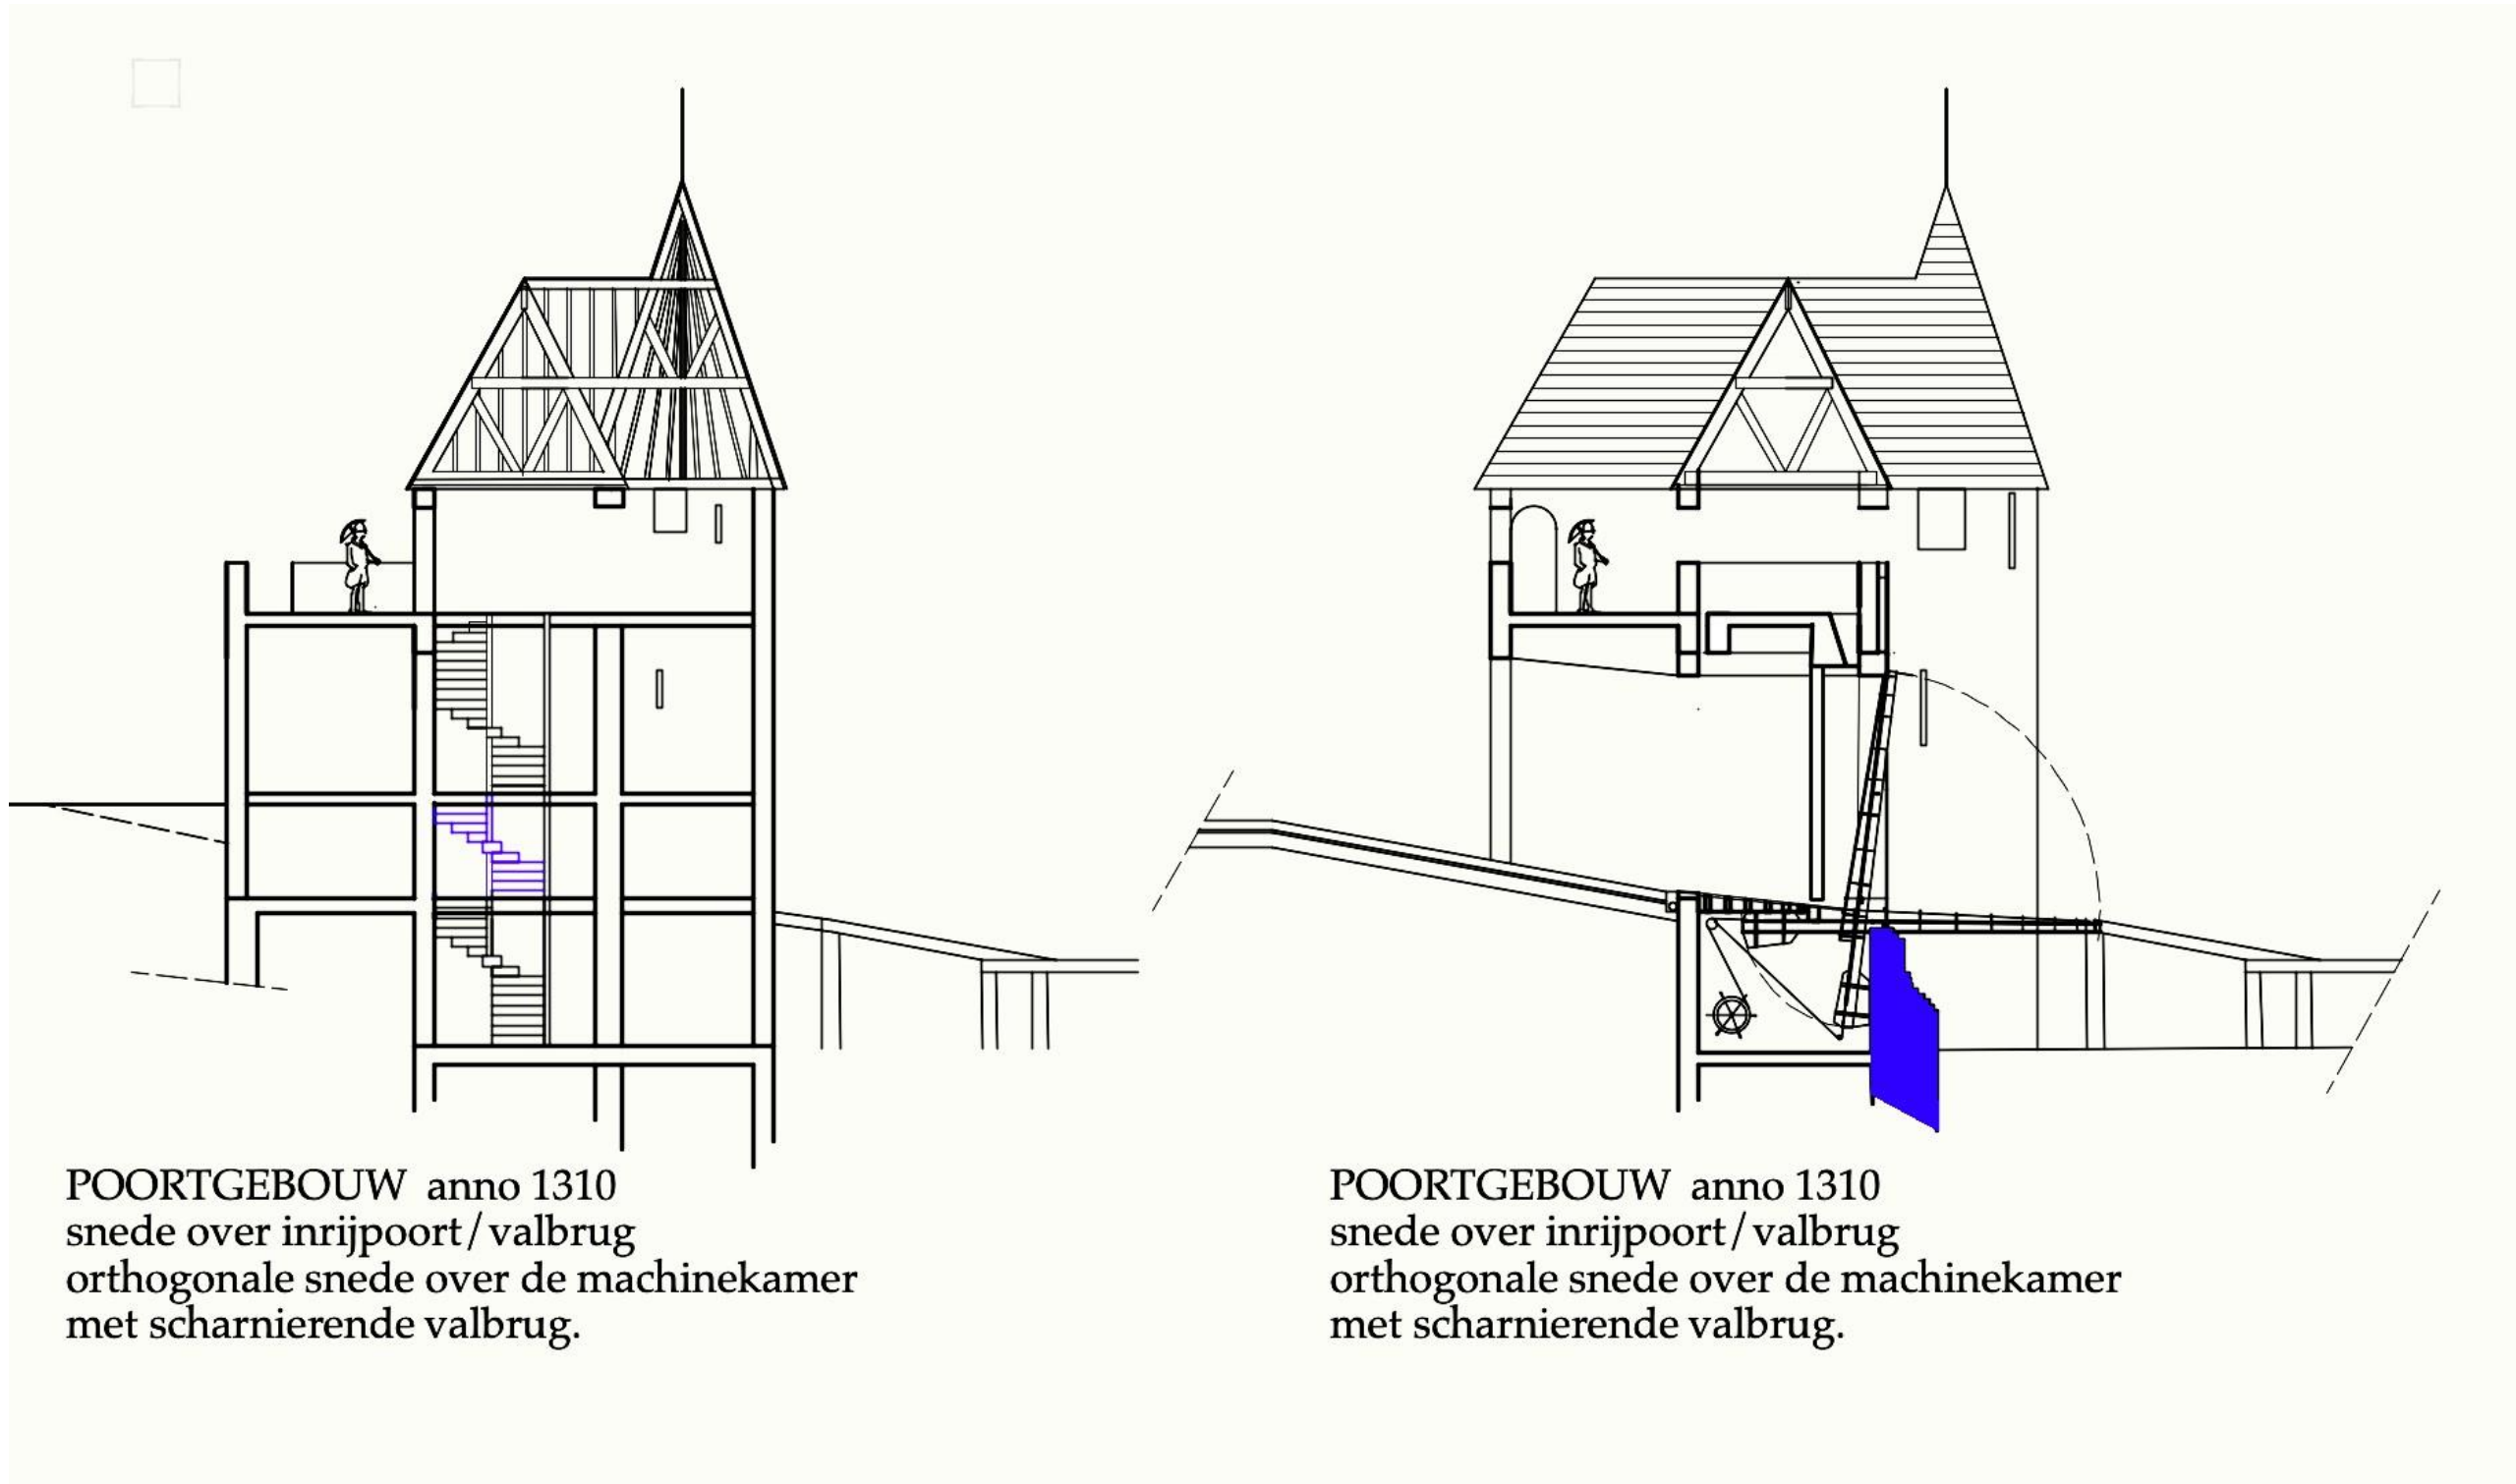 POORTGEBOUW anno 1310
snede over inrijpoort/valbrug
orthogonale snede over de machinekamer
met scharnierende valbrug.
POORTGEBOUW anno 1310
snede over inrijpoort/valbrug
orthogonale snede over de machinekamer
met scharnierende valbrug.